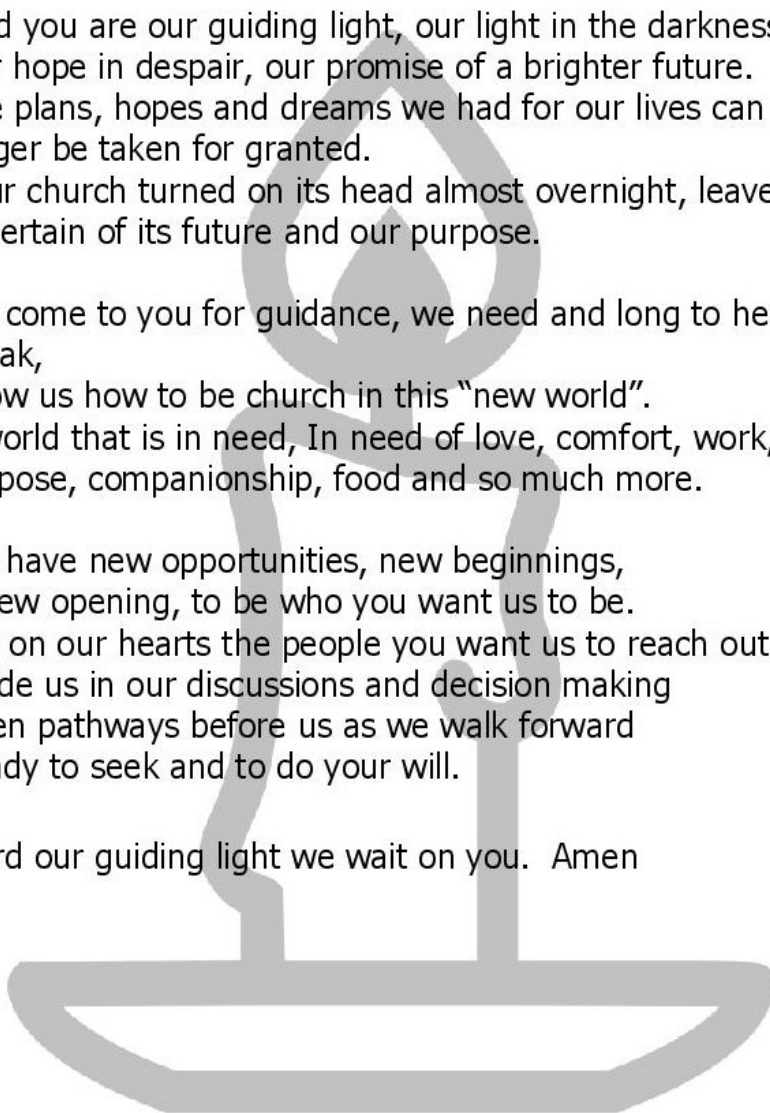 d you are our guiding light, our light in the darkness
r hope in despair, our promise of a brighter future.
e plans, hopes and dreams we had for our lives can
ger be taken for granted.
ur church turned on its head almost overnight, leave
ertain of its future and our purpose.
come to you for guidance, we need and long to he
ak,
ow us how to be church in this “new world”.
world that is in need, In need of love, comfort, work,
pose, companionship, food and so much more.
have new opportunities, new beginnings,
ew opening, to be who you want us to be.
on our hearts the people you want us to reach out
de us in our discussions and decision making
en pathways before us as we walk forward
dy to seek and to do your will.
rd our guiding light we wait on you.  Amen